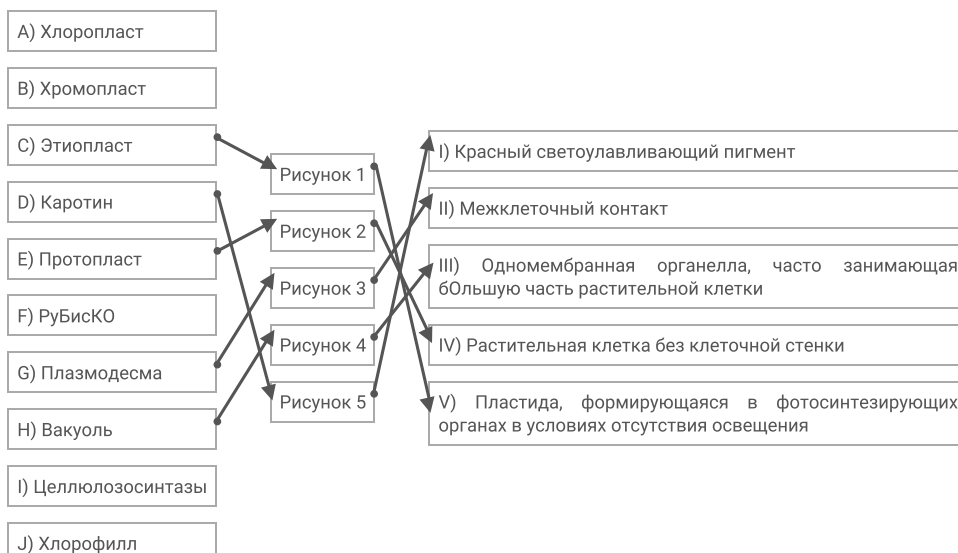 A) Хлоропласт
B) Хромопласт
C) Этиопласт
D) Каротин
E) Протопласт
F) РуБисКО
G) Плазмодесма
H) Вакуоль
I) Целлюлозосинтазы
J) Хлорофилл
Рисунок 1
Рисунок 2
Рисунок 3
Рисунок 4
Рисунок 5
I) Красный светоулавливающий пигмент
II) Межклеточный контакт
III) Одномембранная органелла, часто занимающая
бОльшую часть растительной клетки
IV) Растительная клетка без клеточной стенки
V) Пластида, формирующаяся в фотосинтезирующих
органах в условиях отсутствия освещения